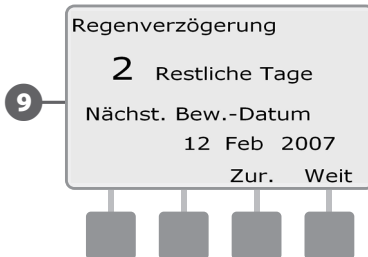 Regenverzögerung
2 Restliche Tage
9
Nächst. Bew.-Datum
12 Feb 2007
Zur. Weit